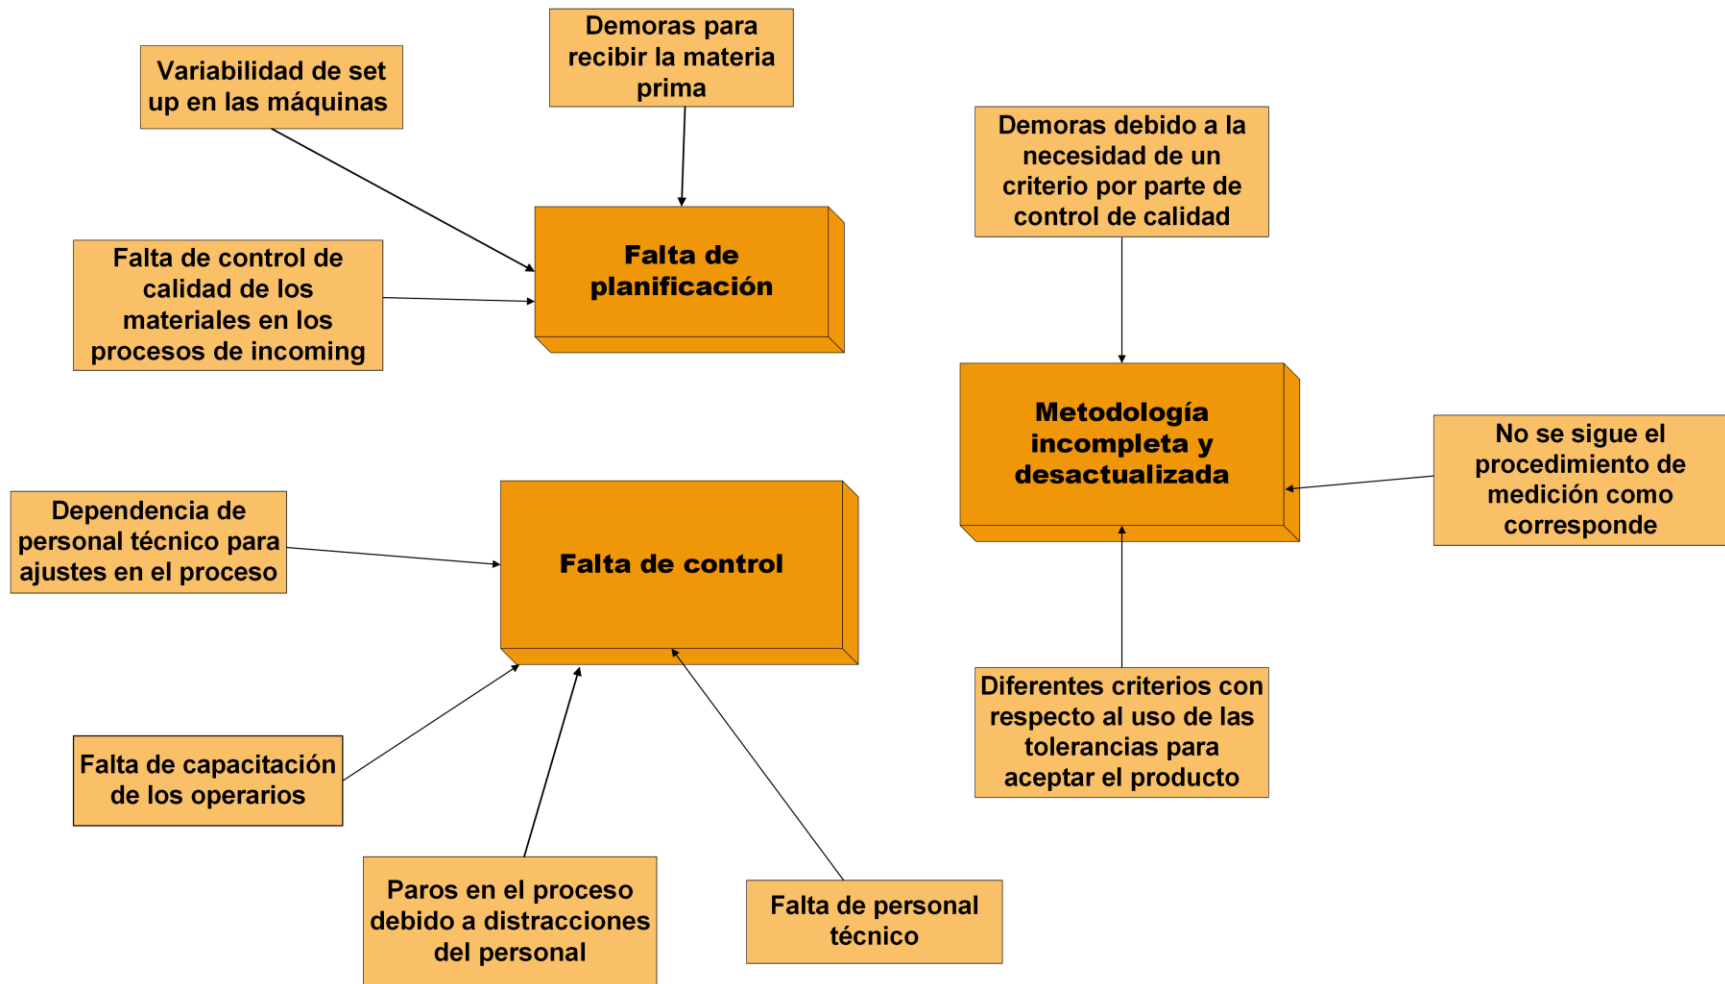 Demoras para
recibir la materia
prima
Variabilidad de set
up en las máquinas
Falta de control de
calidad de los
materiales en los
procesos de incoming
Falta de
planificación
Demoras debido a la
necesidad de un
criterio por parte de
control de calidad
Metodología
incompleta y
desactualizada
No se sigue el
procedimiento de
medición como
corresponde
Diferentes criterios con
respecto al uso de las
tolerancias para
aceptar el producto
Dependencia de
personal técnico para
ajustes en el proceso
Falta de control
Falta de capacitación
de los operarios
Paros en el proceso
debido a distracciones
del personal
Falta de personal
técnico